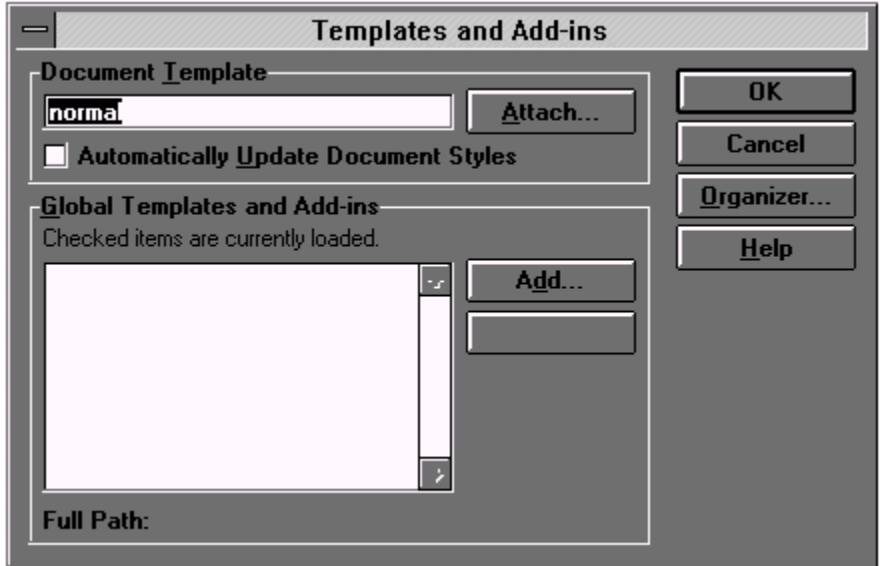 Templates and Add-ins
Document Template
normal
Attach...
Automatically Update Document Styles
OK
Cancel
Organizer...
Help
Global Templates and Add-ins
Checked items are currently loaded.
Add...
Full Path: